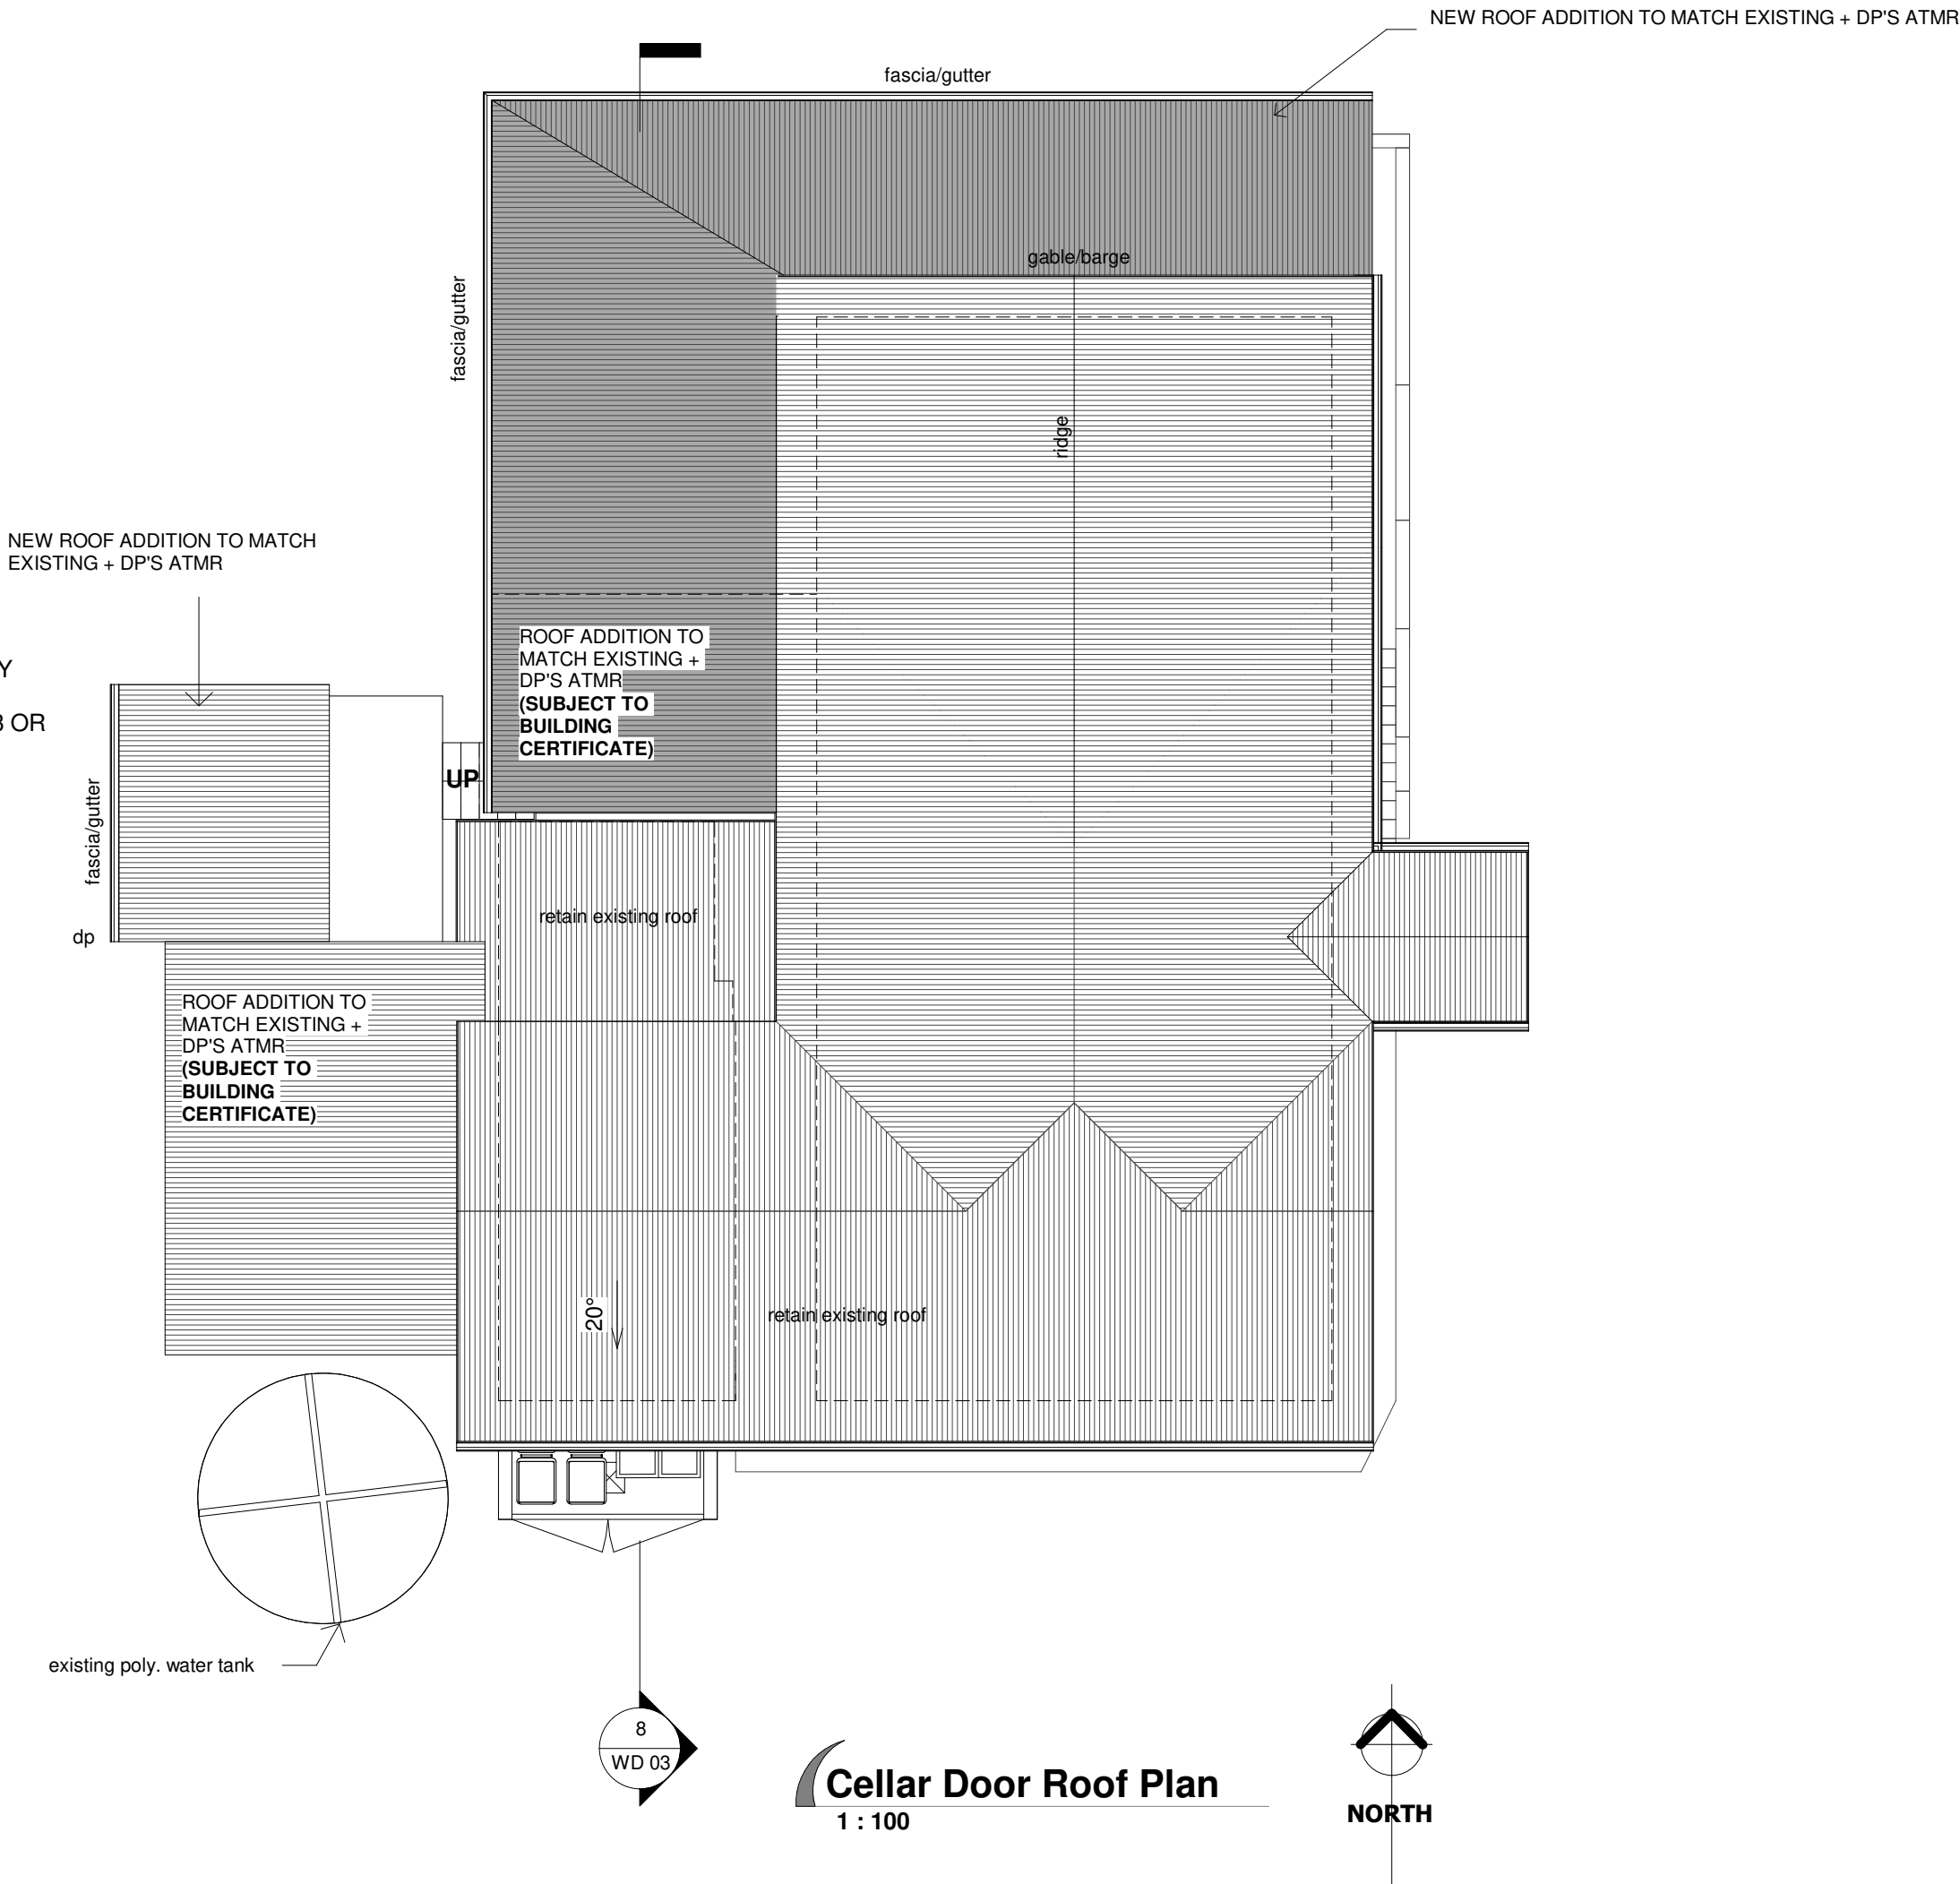 NEW ROOF ADDITION TO MATCH EXISTING + DP'S ATMR
fascia/gutter
gable/barge
fascia/gutter
ridge
NEW ROOF ADDITION TO MATCH
EXISTING + DP'S ATMR
ROOF ADDITION TO
MATCH EXISTING +
DP'S ATMR
(SUBJECT TO
BUILDING
CERTIFICATE)
Y
OR
UP
fascia/gutter
dp
retain existing roof
ROOF ADDITION TO
MATCH EXISTING +
DP'S ATMR
(SUBJECT TO
BUILDING
CERTIFICATE)
20°
retain existing roof
existing poly. water tank
8
WD 03
Cellar Door Roof Plan
1 : 100
NORTH